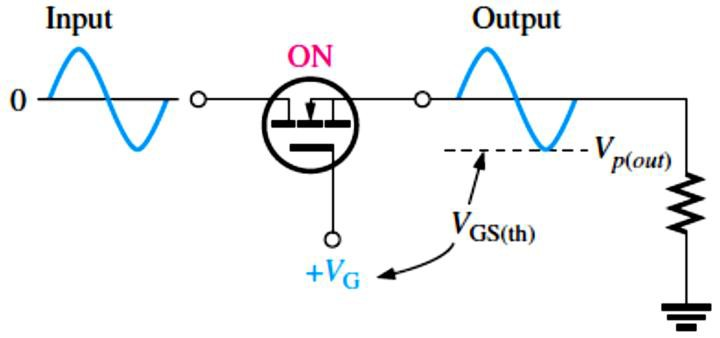 Input
Output
ON
0
Vp(out)
VGS(th)
+VG